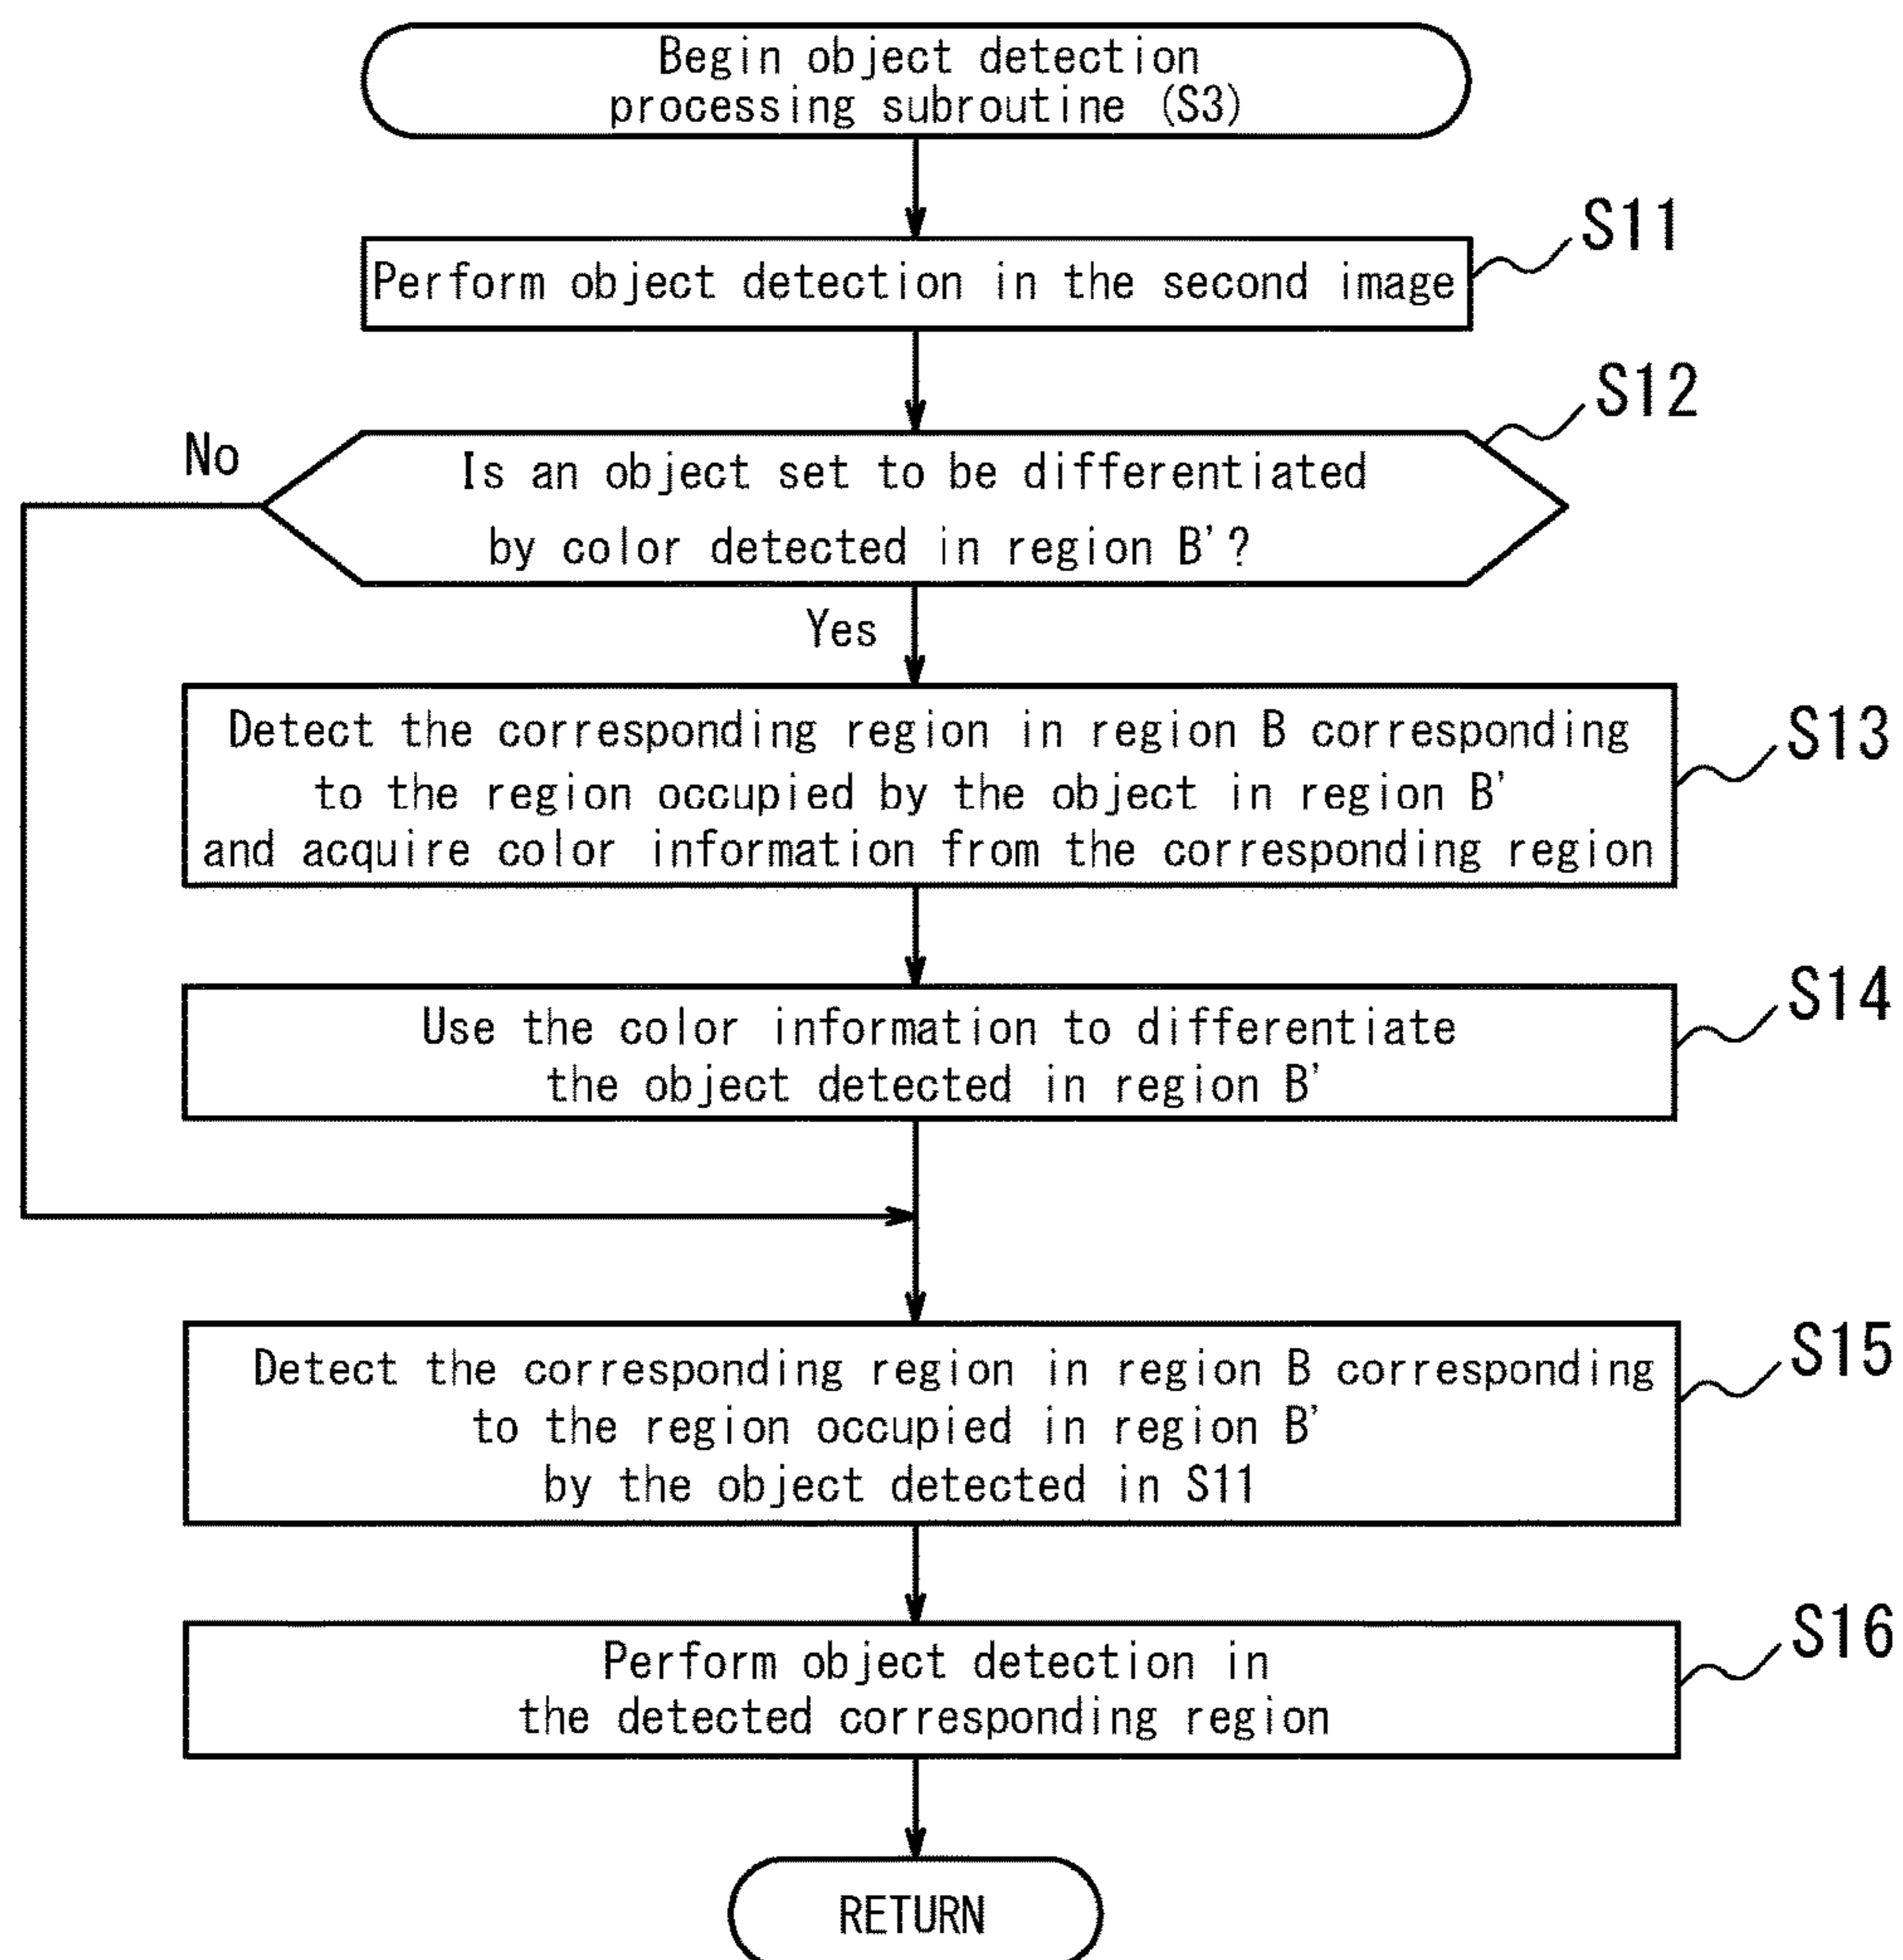 Begin object detection
processing subroutine (S3)
S11
Perform object detection in the second image
S12
No
Is an object set to be differentiated
by color detected in region B'?
Yes
S13
Detect the corresponding region in region B corresponding
to the region occupied by the object in region B'
and acquire color information from the corresponding region
S14
Use the color information to differentiate
the object detected in region B'
S15
Detect the corresponding region in region B corresponding
to the region occupied in region B'
by the object detected in S11
S16
Perform object detection in
the detected corresponding region
RETURN